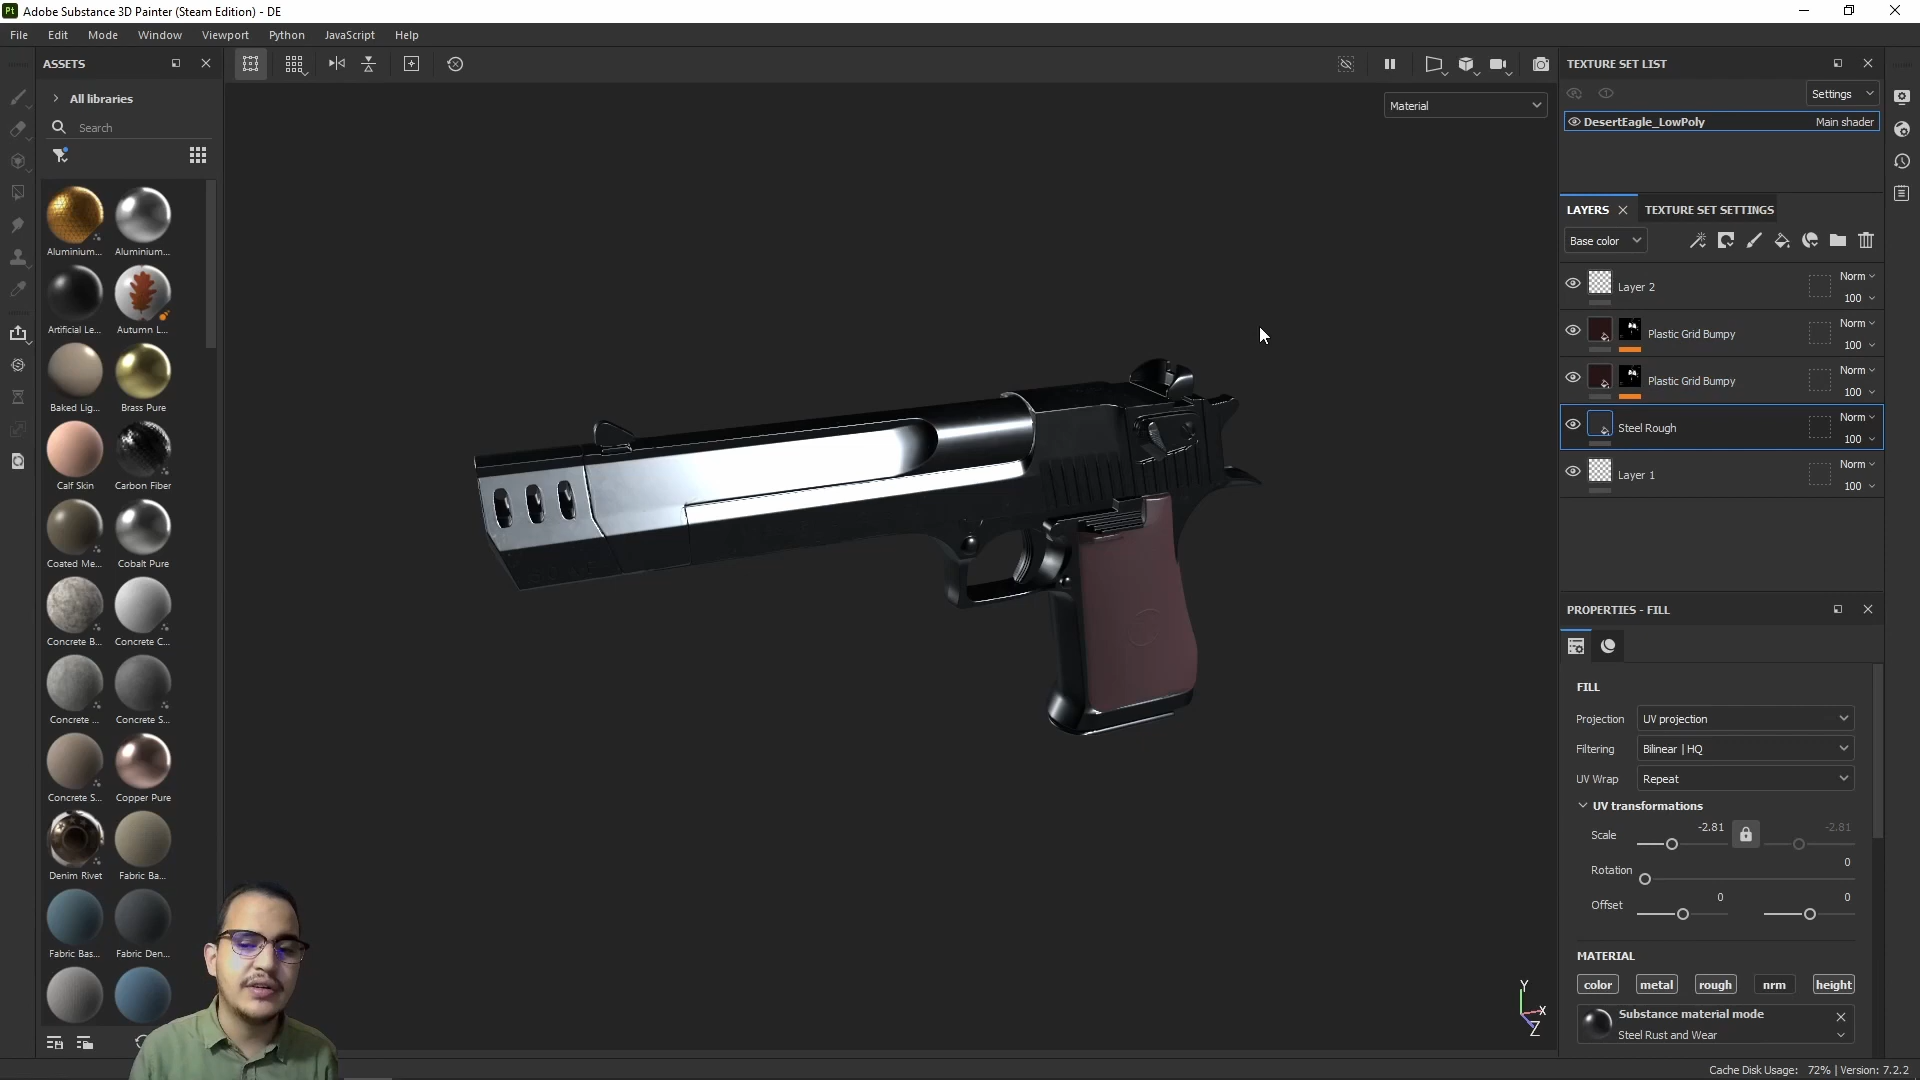 Pt Adobe Substance 3D Painter (Steam Edition) - DE
File Edit Mode Window Viewport Python JavaScript Help
ASSETS
All libraries
Search
Aluminium... Aluminium...
Artificial Le... Autumn L...
Baked Lig... Brass Pure
Calf Skin Carbon Fiber
Coated Me... Cobalt Pure
Concrete B... Concrete C...
Concrete ... Concrete S...
Concrete S... Copper Pure
Denim Rivet Fabric Ba...
Fabric Bas... Fabric Den...
Material
Y
X
Z
TEXTURE SET LIST
Settings
DesertEagle_LowPoly Main shader
LAYERS TEXTURE SET SETTINGS
Base color
Layer 2 Norm
100
Plastic Grid Bumpy Norm
100
Plastic Grid Bumpy Norm
100
Steel Rough Norm
100
Layer 1 Norm
100
PROPERTIES - FILL
FILL
Projection UV projection
Filtering Bilinear | HQ
UV Wrap Repeat
UV transformations
Scale -2.81 -2.81
Rotation 0
Offset 0 0
MATERIAL
color metal rough nrm height
Substance material mode
Steel Rust and Wear
Cache Disk Usage: 72% | Version: 7.2.2